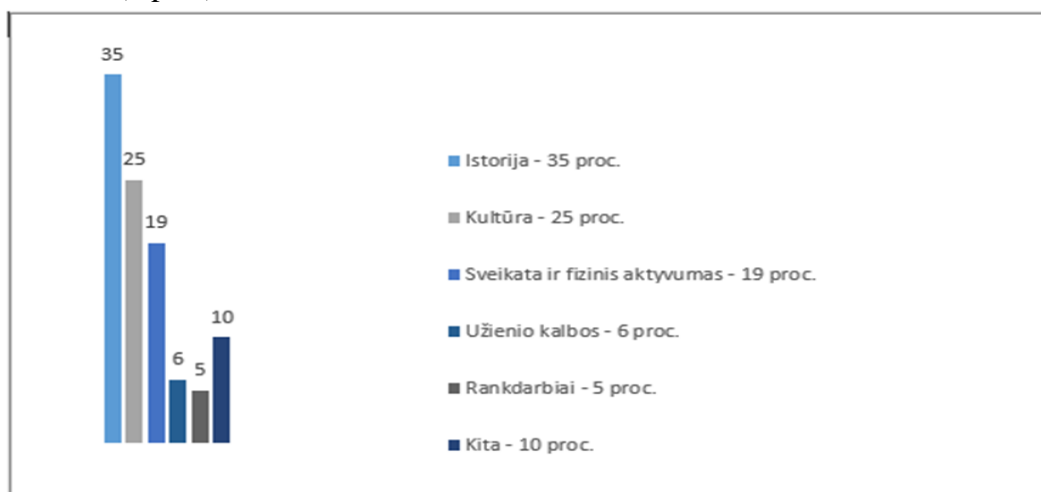 35
25
19
6
5
10
Istorija - 35 proc.
Kultūra - 25 proc.
Sveikata ir fizinis aktyvumas - 19 proc.
Užienio kalbos - 6 proc.
Rankdarbiai - 5 proc.
Kita - 10 proc.